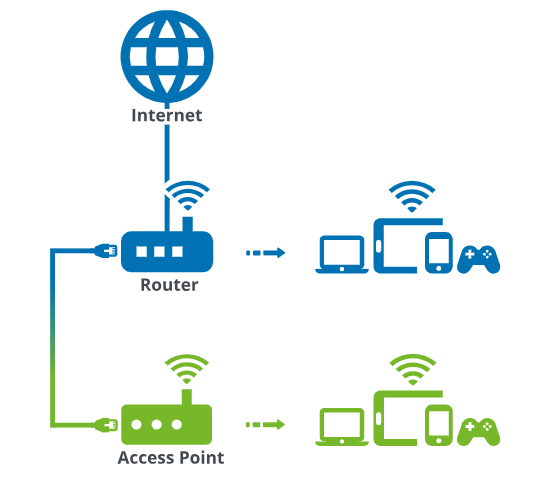 Internet
Router
Access Point